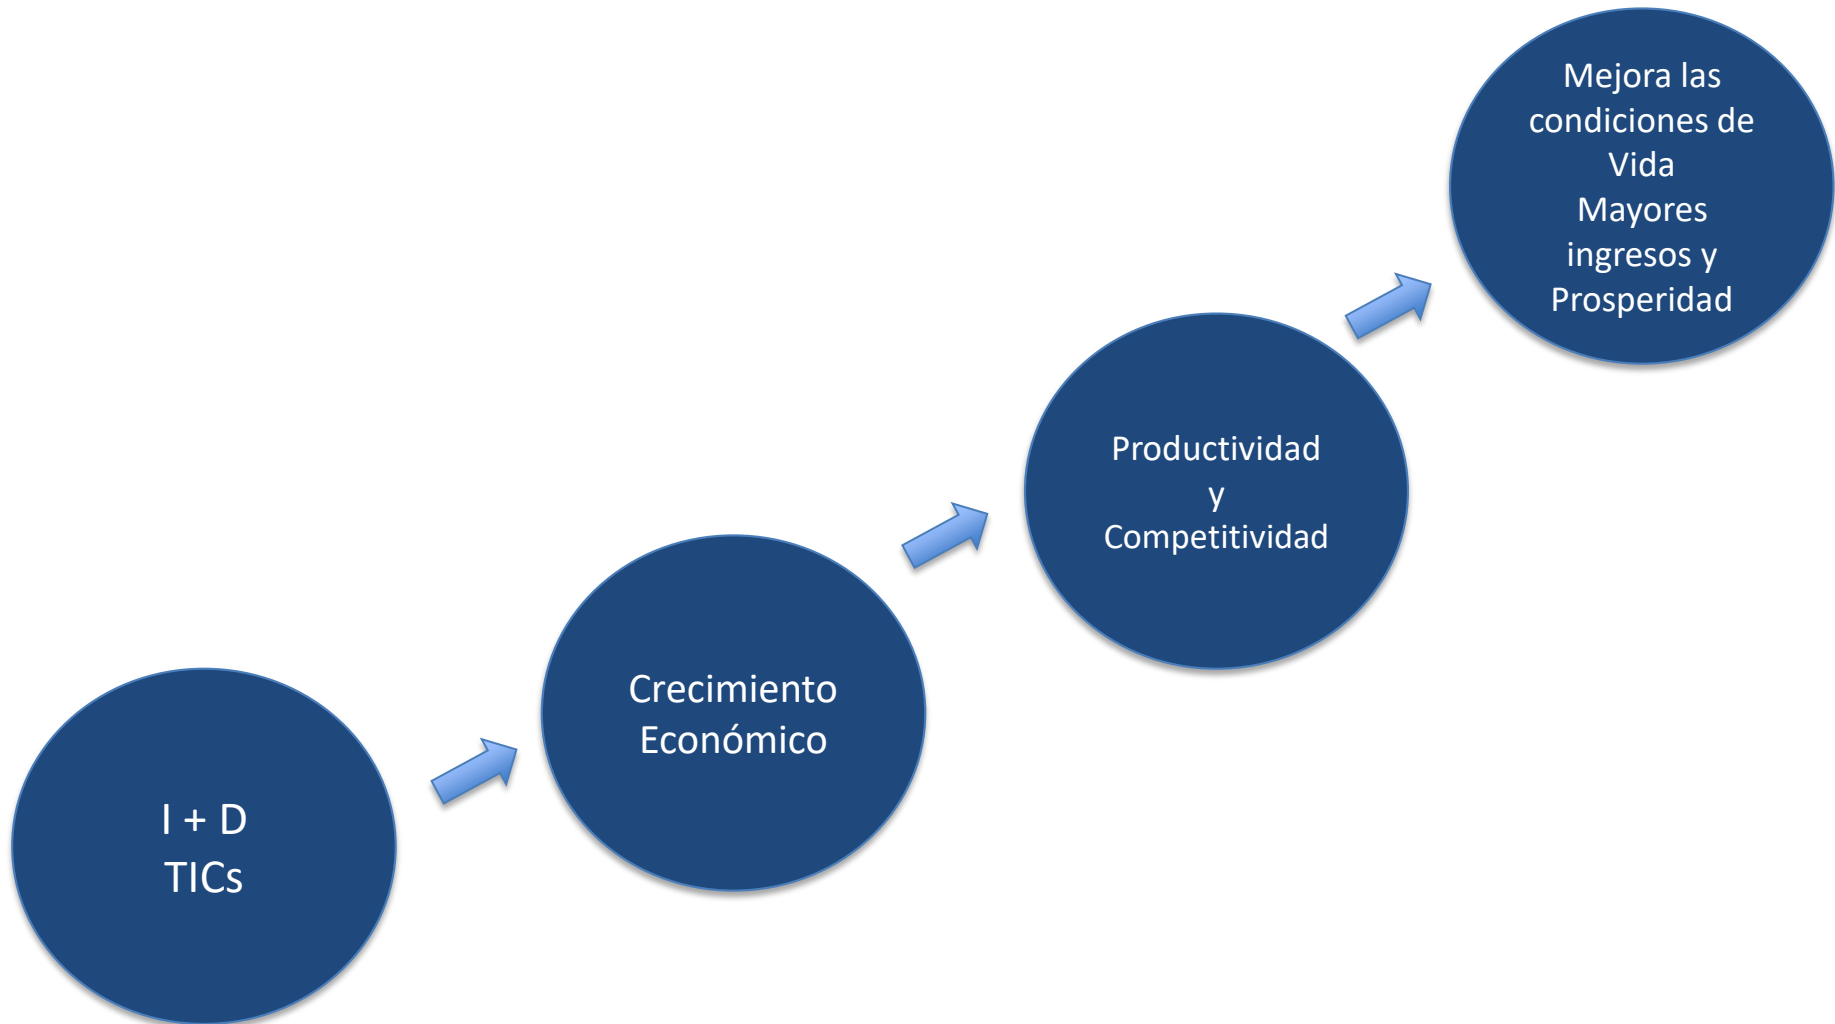 I + D
TICs
Crecimiento
Económico
Productividad
y
Competitividad
Mejora las
condiciones de
Vida
Mayores
ingresos y
Prosperidad